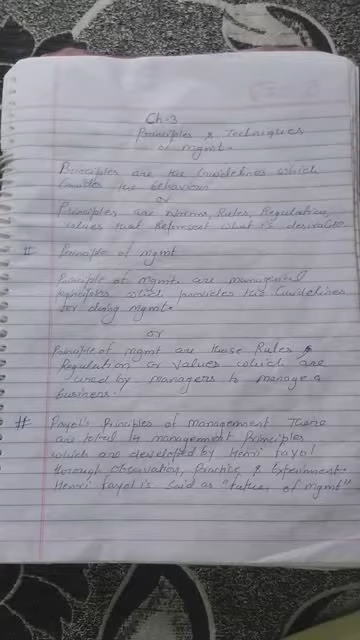 Ch-3
Principles & Techniques
of mgmt.
Principles are the Guidelines which
Guides the behaviour
or
Principles are Norms, Rules, Regulation,
values that Represent what is desirable
# Principle of mgmt
Principle of mgmt. are managerial
which provides the Guidelines
for doing mgmt.
or
Principle of mgmt are those Rules &
Regulation or values which are
used by managers to manage a
business.
# Fayol's Principles of management There
are total 14 management Principles
which are developed by Henri Fayol
through observation, Practice & Experiment.
Henri Fayol is said as "father of mgmt"